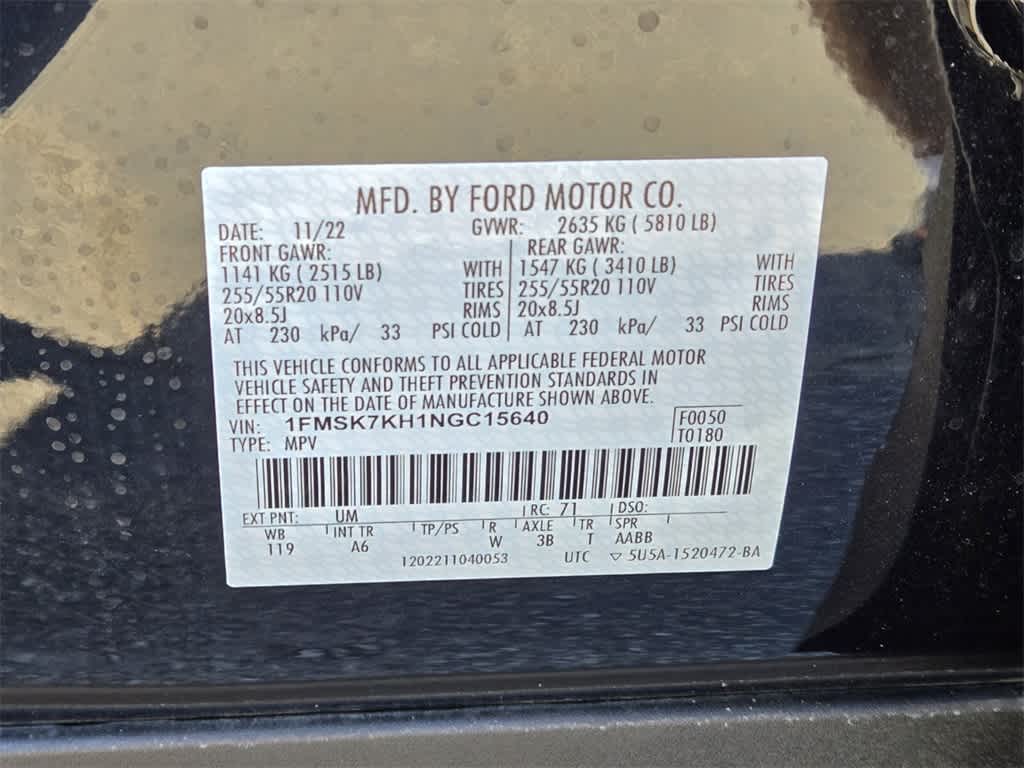 MFD. BY FORD MOTOR CO.
DATE: 11/22 GVWR: 2635 KG ( 5810 LB)
FRONT GAWR: REAR GAWR:
1141 KG ( 2515 LB) WITH 1547 KG ( 3410 LB) WITH
255/55R20 110V TIRES 255/55R20 110V TIRES
20x8.5J RIMS 20x8.5J RIMS
AT 230 kPa/ 33 PSI COLD AT 230 kPa/ 33 PSI COLD
THIS VEHICLE CONFORMS TO ALL APPLICABLE FEDERAL MOTOR
VEHICLE SAFETY AND THEFT PREVENTION STANDARDS IN
EFFECT ON THE DATE OF MANUFACTURE SHOWN ABOVE.
VIN: 1FMSK7KH1NGC15640 F0050
TYPE: MPV T0180
EXT PNT: UM RC: 71 DSO:
WB INT TR TP/PS R AXLE TR SPR
119 A6 W 3B T AABB
1202211040053 UTC ▽ 5U5A-1520472-BA